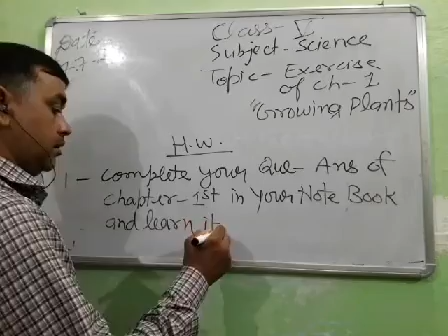 Date
Class - V
Subject - Science
Topic - Exercise
of ch - 1
"Growing Plants"
H.W.
1 - Complete your Que - Ans of
chapter - 1st in your Note Book
and learn it